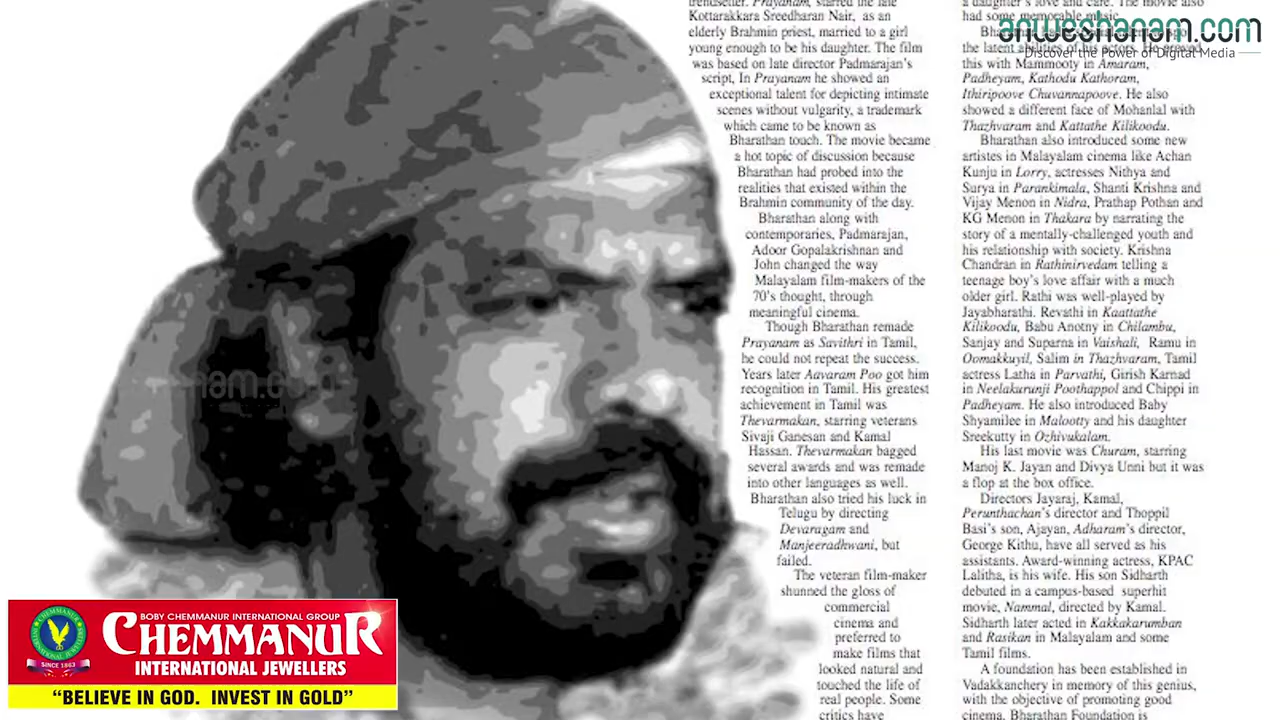 trendsetter. Prayanam, starred the late
Kottarakkara Sreedharan Nair, as an
elderly Brahmin priest, married to a girl
young enough to be his daughter. The film
was based on late director Padmarajan's
script, In Prayanam he showed an
exceptional talent for depicting intimate
scenes without vulgarity, a trademark
which came to be known as
Bharathan touch. The movie became
a hot topic of discussion because
Bharathan had probed into the
realities that existed within the
Brahmin community of the day.
Bharathan along with
contemporaries, Padmarajan,
Adoor Gopalakrishnan and
John changed the way
Malayalam film-makers of the
70's thought, through
meaningful cinema.
Though Bharathan remade
Prayanam as Savithri in Tamil,
he could not repeat the success.
Years later Aavaram Poo got him
recognition in Tamil. His greatest
achievement in Tamil was
Thevarmakan, starring veterans
Sivaji Ganesan and Kamal
Hassan. Thevarmakan bagged
several awards and was remade
into other languages as well.
Bharathan also tried his luck in
Telugu by directing
Devaragam and
Manjeeradhwani, but
failed.
The veteran film-maker
shunned the gloss of
commercial
cinema and
preferred to
make films that
looked natural and
touched the life of
real people. Some
critics have
a daughter's love and care. The movie also
had some memorable music.
the latent abilities of his actors. He proved
this with Mammooty in Amaram,
Padheyam, Kathodu Kathoram,
Ithiripoove Chuvannapoove. He also
showed a different face of Mohanlal with
Thazhvaram and Kattathe Kilikoodu.
Bharathan also introduced some new
artistes in Malayalam cinema like Achan
Kunju in Lorry, actresses Nithya and
Surya in Parankimala, Shanti Krishna and
Vijay Menon in Nidra, Prathap Pothan and
KG Menon in Thakara by narrating the
story of a mentally-challenged youth and
his relationship with society. Krishna
Chandran in Rathinirvedam telling a
teenage boy's love affair with a much
older girl. Rathi was well-played by
Jayabharathi. Revathi in Kaattathe
Kilikoodu, Babu Anotny in Chilambu,
Sanjay and Suparna in Vaishali, Ramu in
Oomakkuyil, Salim in Thazhvaram, Tamil
actress Latha in Parvathi, Girish Karnad
in Neelakurunji Poothappol and Chippi in
Padheyam. He also introduced Baby
Shyamilee in Malootty and his daughter
Sreekutty in Ozhivukalam.
His last movie was Churam, starring
Manoj K. Jayan and Divya Unni but it was
a flop at the box office.
Directors Jayaraj, Kamal,
Perunthachan's director and Thoppil
Basi's son, Ajayan, Adharam's director,
George Kithu, have all served as his
assistants. Award-winning actress, KPAC
Lalitha, is his wife. His son Sidharth
debuted in a campus-based superhit
movie, Nammal, directed by Kamal.
Sidharth later acted in Kakkakarumban
and Rasikan in Malayalam and some
Tamil films.
A foundation has been established in
Vadakkanchery in memory of this genius,
with the objective of promoting good
cinema. Bharathan Foundation is
anweshanam.com
Discover the Power of Digital Media
BOBY CHEMMANUR INTERNATIONAL GROUP
CHEMMANUR
INTERNATIONAL JEWELLERS
SINCE 1863
"BELIEVE IN GOD. INVEST IN GOLD"